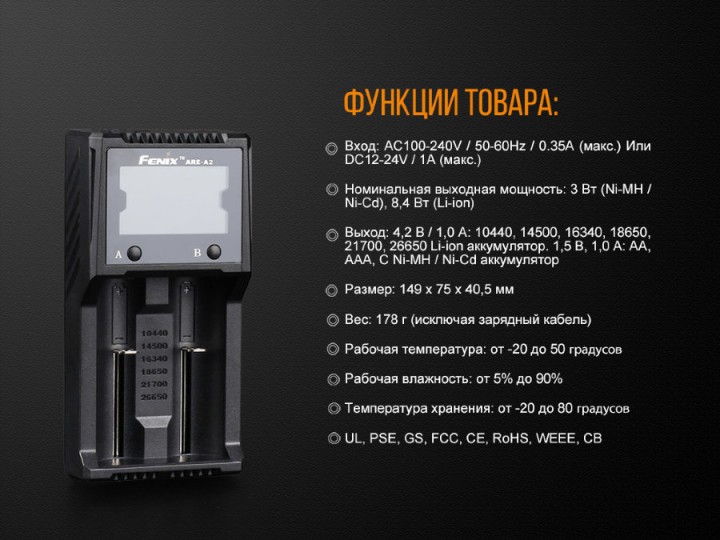 ФУНКЦИИ ТОВАРА:
Вход: AC100-240V / 50-60Hz / 0.35A (макс.) Или
DC12-24V / 1A (макс.)
Номинальная выходная мощность: 3 Вт (Ni-MH /
Ni-Cd), 8,4 Вт (Li-ion)
Выход: 4,2 В / 1,0 А: 10440, 14500, 16340, 18650,
21700, 26650 Li-ion аккумулятор. 1,5 В, 1,0 А: AA,
AAA, C Ni-MH / Ni-Cd аккумулятор
Размер: 149 x 75 x 40,5 мм
Вес: 178 г (исключая зарядный кабель)
Рабочая температура: от -20 до 50 градусов
Рабочая влажность: от 5% до 90%
Температура хранения: от -20 до 80 градусов
UL, PSE, GS, FCC, CE, RoHS, WEEE, CB
FENIX™ ARE-A2
A B
10440
14500
16340
18650
21700
26650